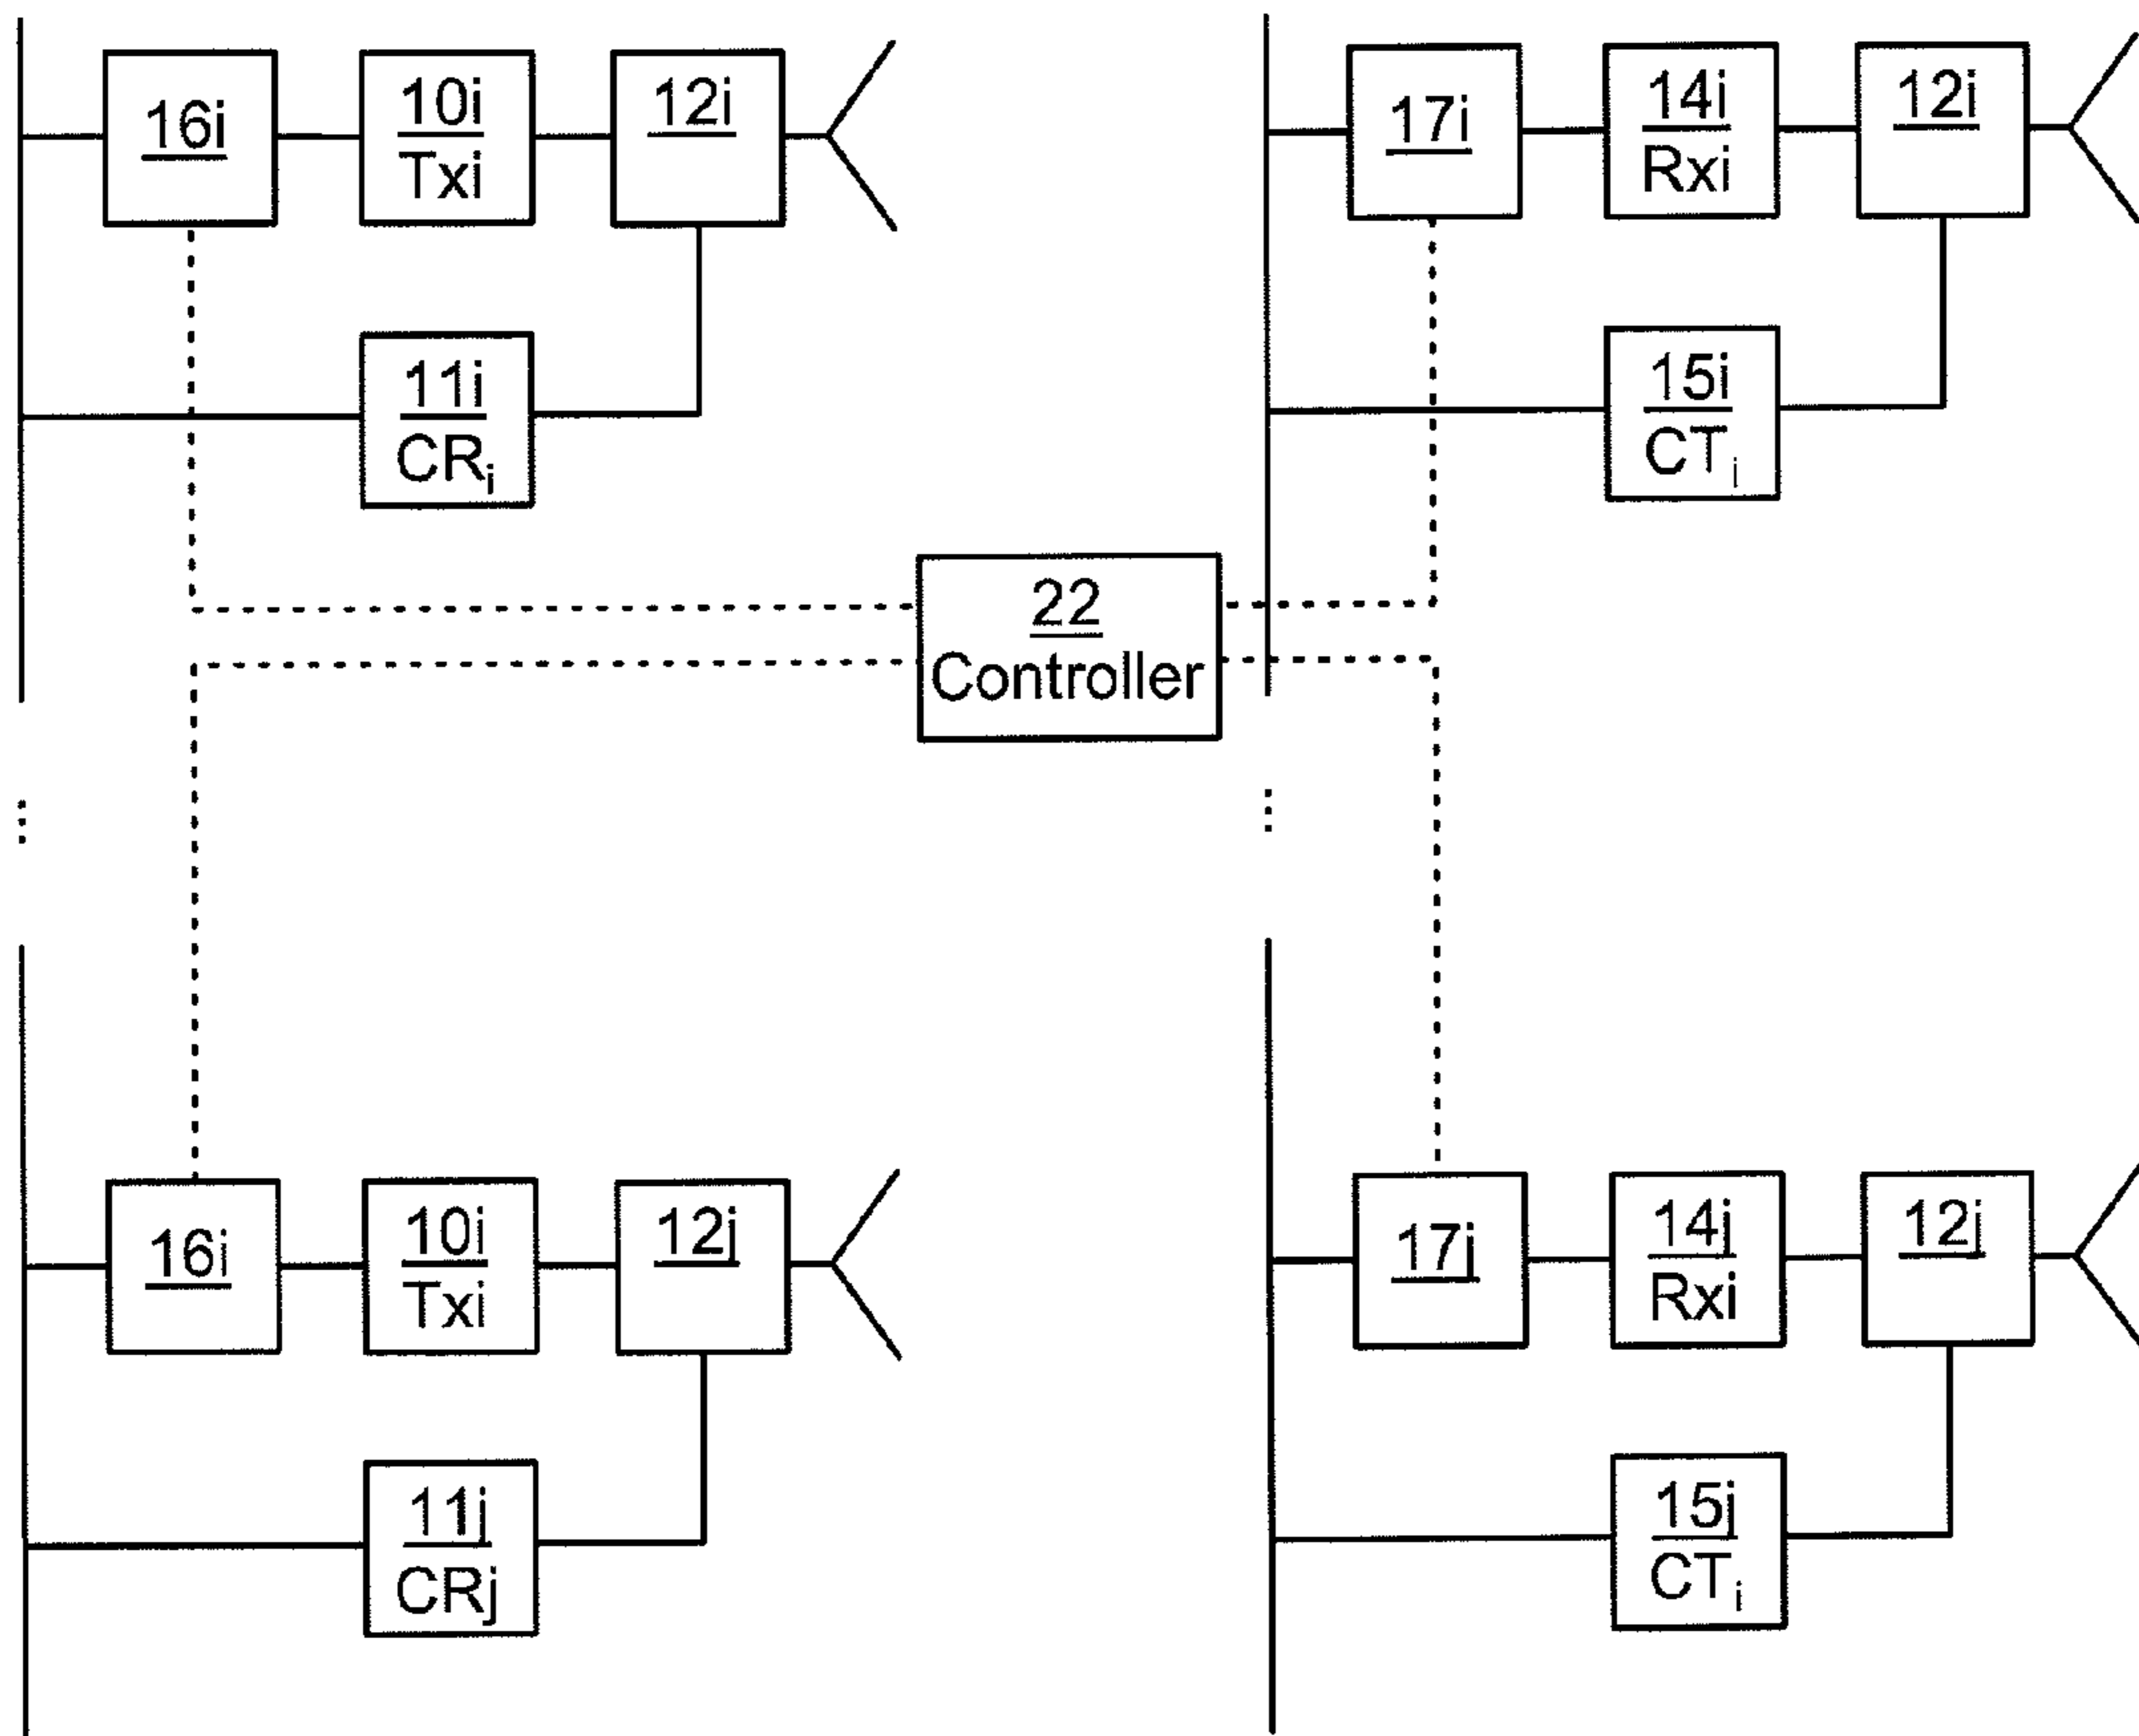 16i
10i
Txi
12i
17i
14i
Rxi
12i
11i
CRi
15i
CTi
22
Controller
16i
10i
Txi
12j
17j
14j
Rxi
12j
11j
CRj
15j
CTi